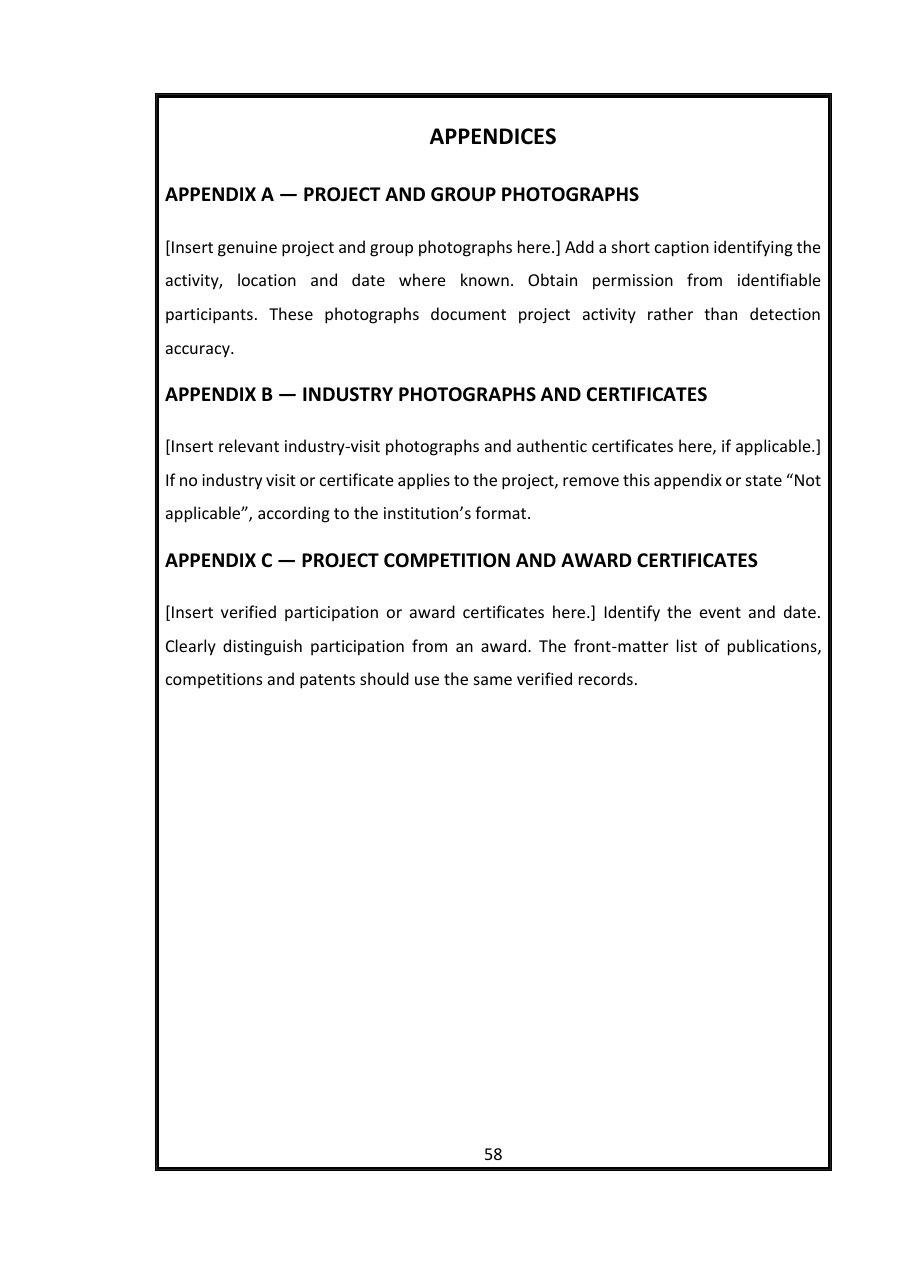 APPENDICES
APPENDIX A — PROJECT AND GROUP PHOTOGRAPHS
[Insert genuine project and group photographs here.] Add a short caption identifying the
activity, location and date where known. Obtain permission from identifiable
participants. These photographs document project activity rather than detection
accuracy.
APPENDIX B — INDUSTRY PHOTOGRAPHS AND CERTIFICATES
[Insert relevant industry-visit photographs and authentic certificates here, if applicable.]
If no industry visit or certificate applies to the project, remove this appendix or state “Not
applicable”, according to the institution’s format.
APPENDIX C — PROJECT COMPETITION AND AWARD CERTIFICATES
[Insert verified participation or award certificates here.] Identify the event and date.
Clearly distinguish participation from an award. The front-matter list of publications,
competitions and patents should use the same verified records.
58